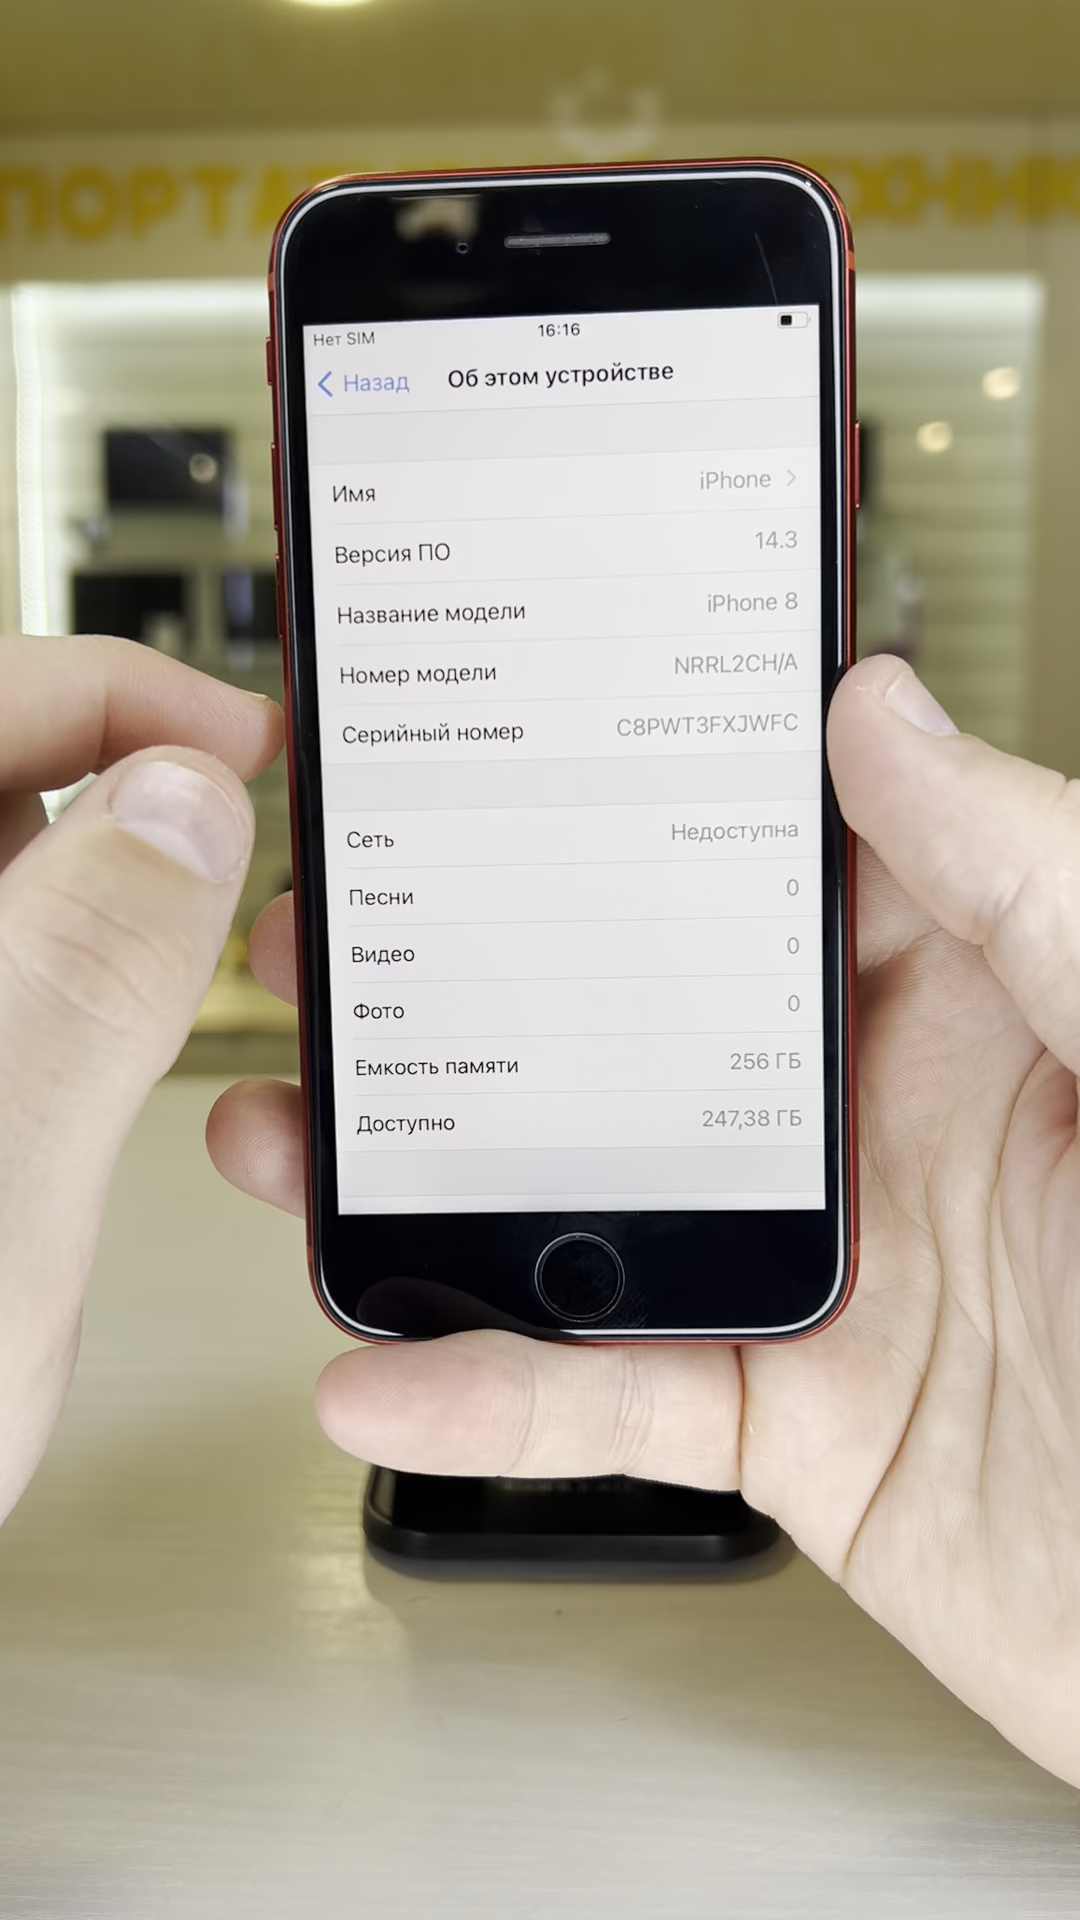 ПОРТА
ТЕХНИК
Нет SIM
16:16
Назад
Об этом устройстве
Имя
iPhone
Версия ПО
14.3
Название модели
iPhone 8
Номер модели
NRRL2CH/A
Серийный номер
C8PWT3FXJWFC
Сеть
Недоступна
Песни
0
Видео
0
Фото
0
Емкость памяти
256 ГБ
Доступно
247,38 ГБ